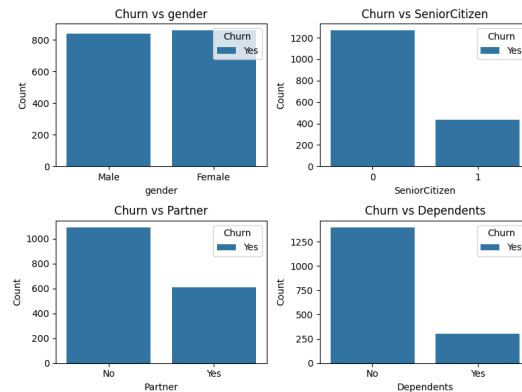 Churn vs gender
Churn
Yes
Count
800
600
400
200
0
Male Female
gender
Churn vs SeniorCitizen
Churn
Yes
Count
1200
1000
800
600
400
200
0
0 1
SeniorCitizen
Churn vs Partner
Churn
Yes
Count
1000
800
600
400
200
0
No Yes
Partner
Churn vs Dependents
Churn
Yes
Count
1250
1000
750
500
250
0
No Yes
Dependents